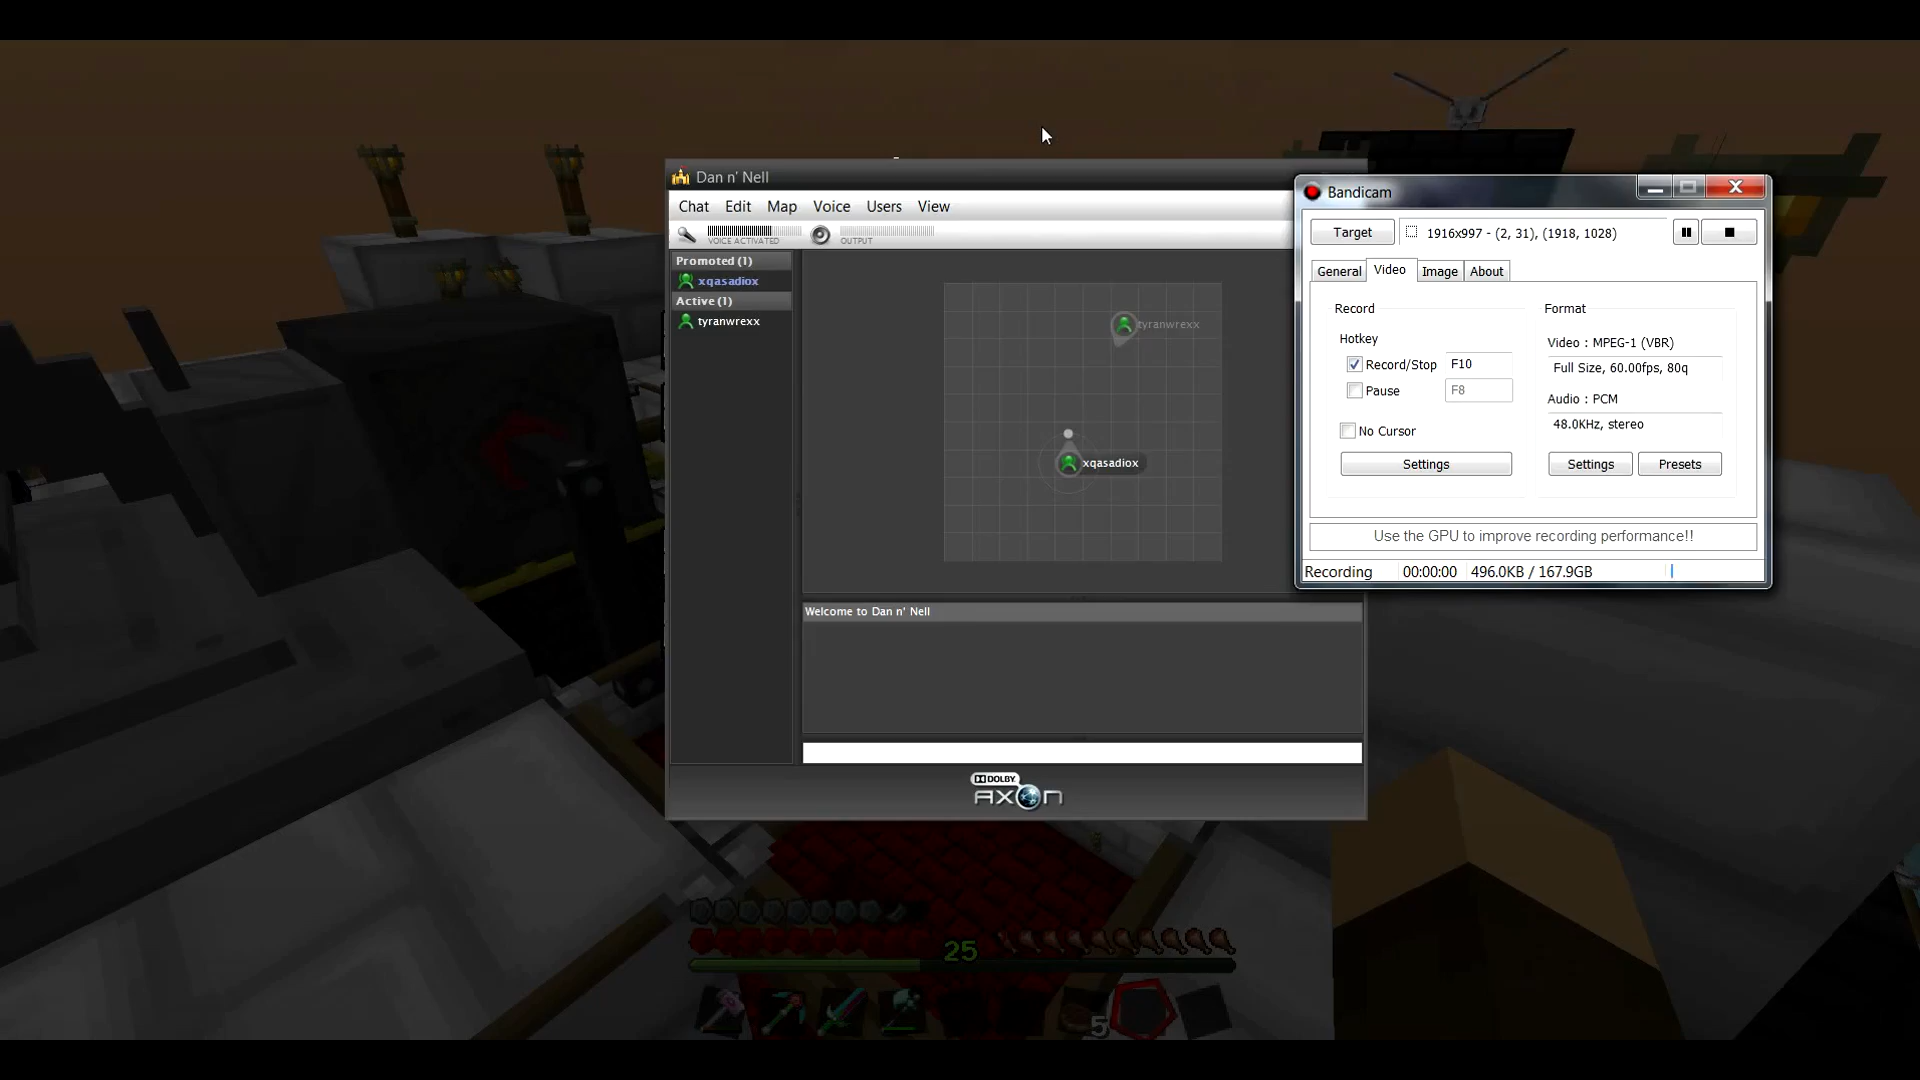 Dan n' Nell
Chat Edit Map Voice Users View
VOICE ACTIVATED OUTPUT
Promoted (1)
xqasadiox
Active (1)
tyranwrexx
tyranwrexx
xqasadiox
Welcome to Dan n' Nell
DOLBY
AXON
Bandicam
Target 1916x997 - (2, 31), (1918, 1028)
General Video Image About
Record
Hotkey
Record/Stop F10
Pause F8
No Cursor
Settings
Format
Video : MPEG-1 (VBR)
Full Size, 60.00fps, 80q
Audio : PCM
48.0KHz, stereo
Settings Presets
Use the GPU to improve recording performance!!
Recording 00:00:00 496.0KB / 167.9GB
25
5